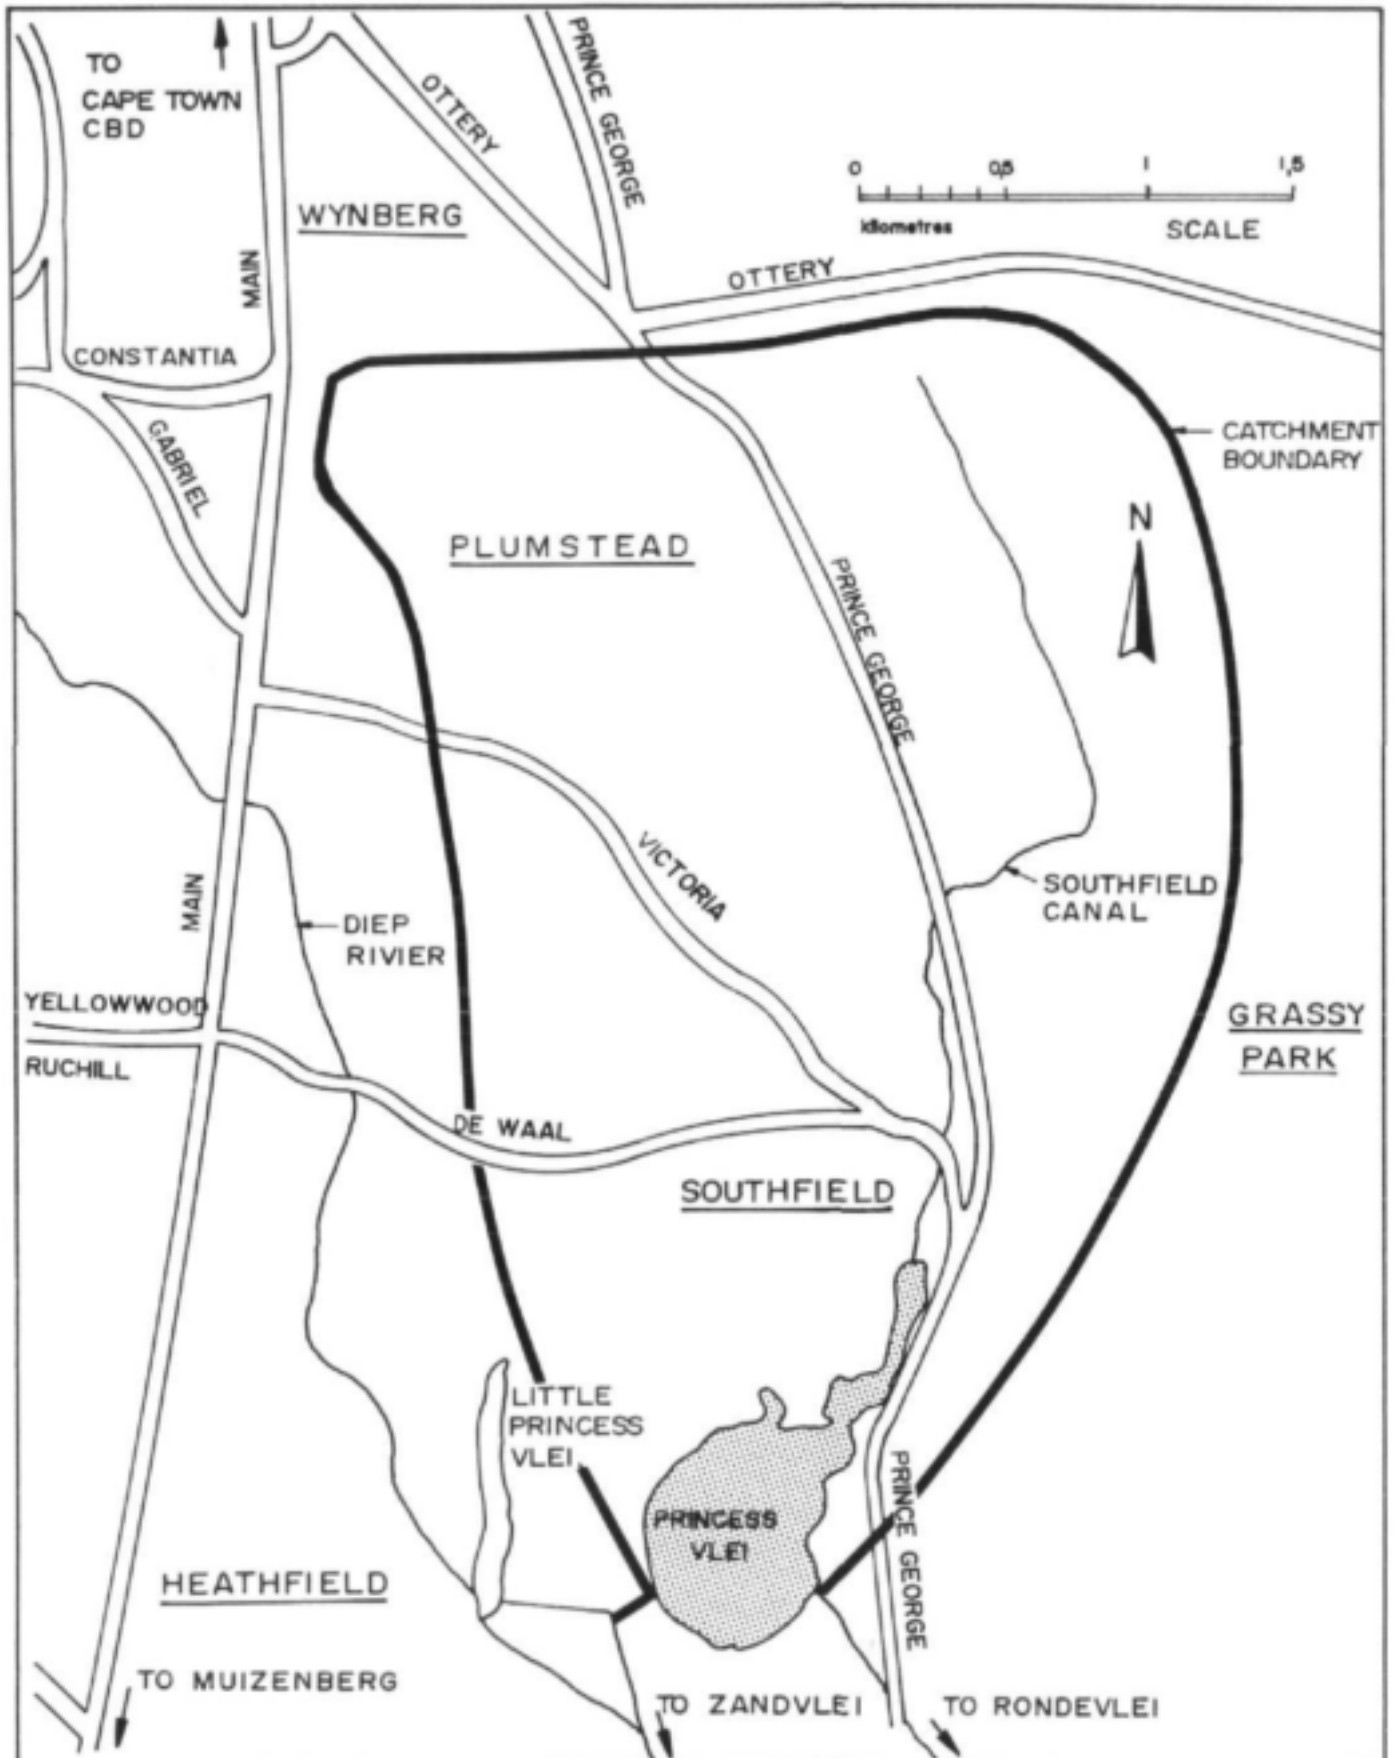 TO
CAPE TOWN
CBD
OTTERY
PRINCE GEORGE
0 0,5 1 1,5
kilometres
SCALE
WYNBERG
MAIN
OTTERY
CONSTANTIA
GABRIEL
CATCHMENT
BOUNDARY
N
PLUMSTEAD
PRINCE GEORGE
VICTORIA
MAIN
SOUTHFIELD
CANAL
DIEP
RIVIER
YELLOWWOOD
GRASSY
PARK
RUCHILL
DE WAAL
SOUTHFIELD
LITTLE
PRINCESS
VLEI
PRINCESS
VLEI
PRINCE GEORGE
HEATHFIELD
TO MUIZENBERG
TO ZANDVLEI
TO RONDEVLEI